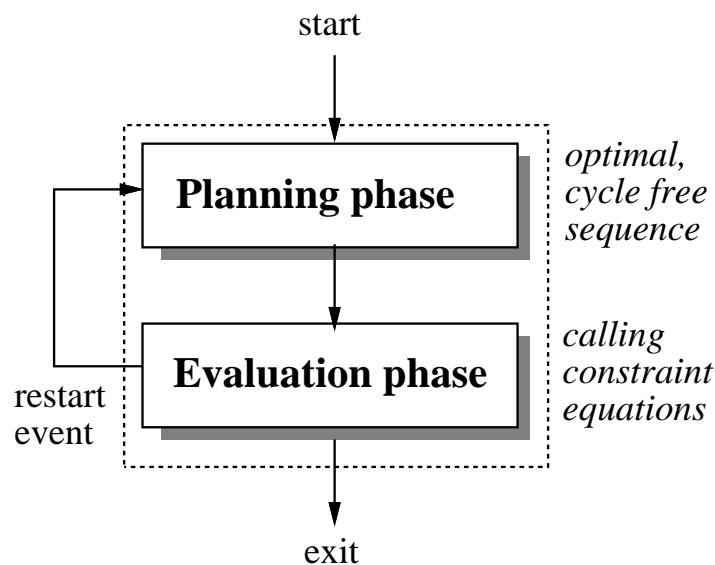 start
Planning phase
optimal,
cycle free
sequence
Evaluation phase
calling
constraint
equations
restart
event
exit